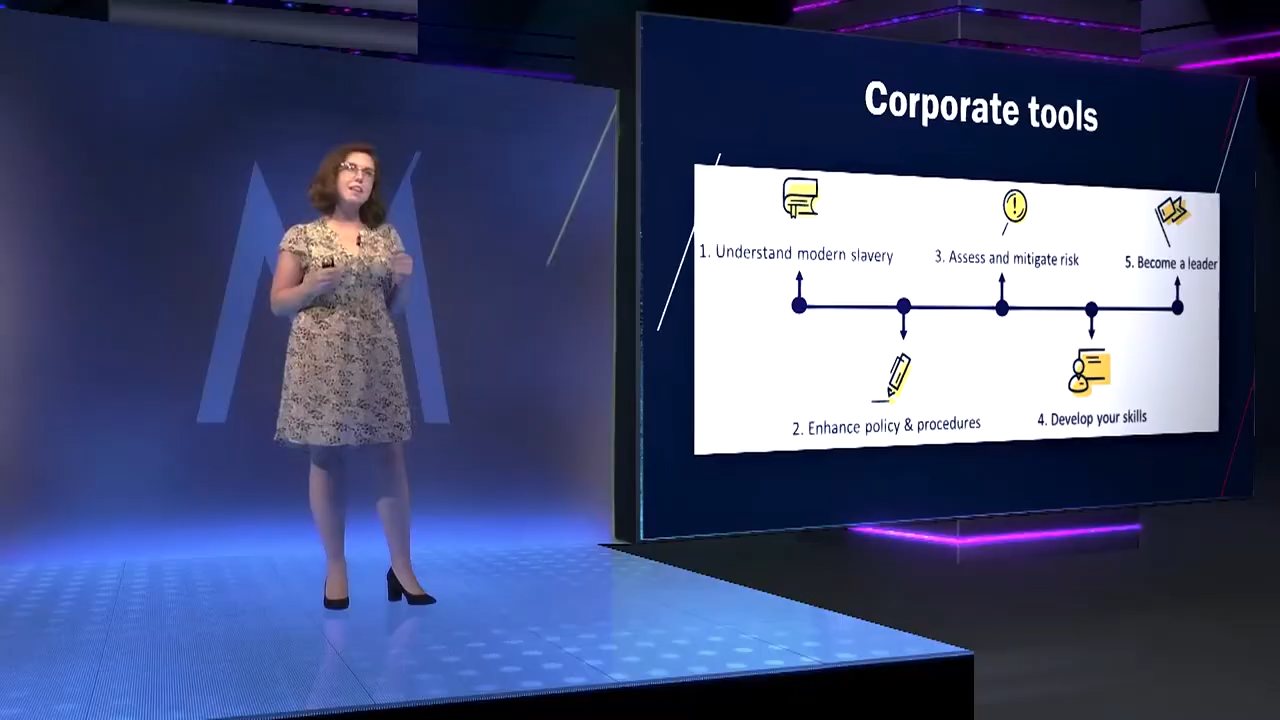 Corporate tools
1. Understand modern slavery
3. Assess and mitigate risk
5. Become a leader
2. Enhance policy & procedures
4. Develop your skills